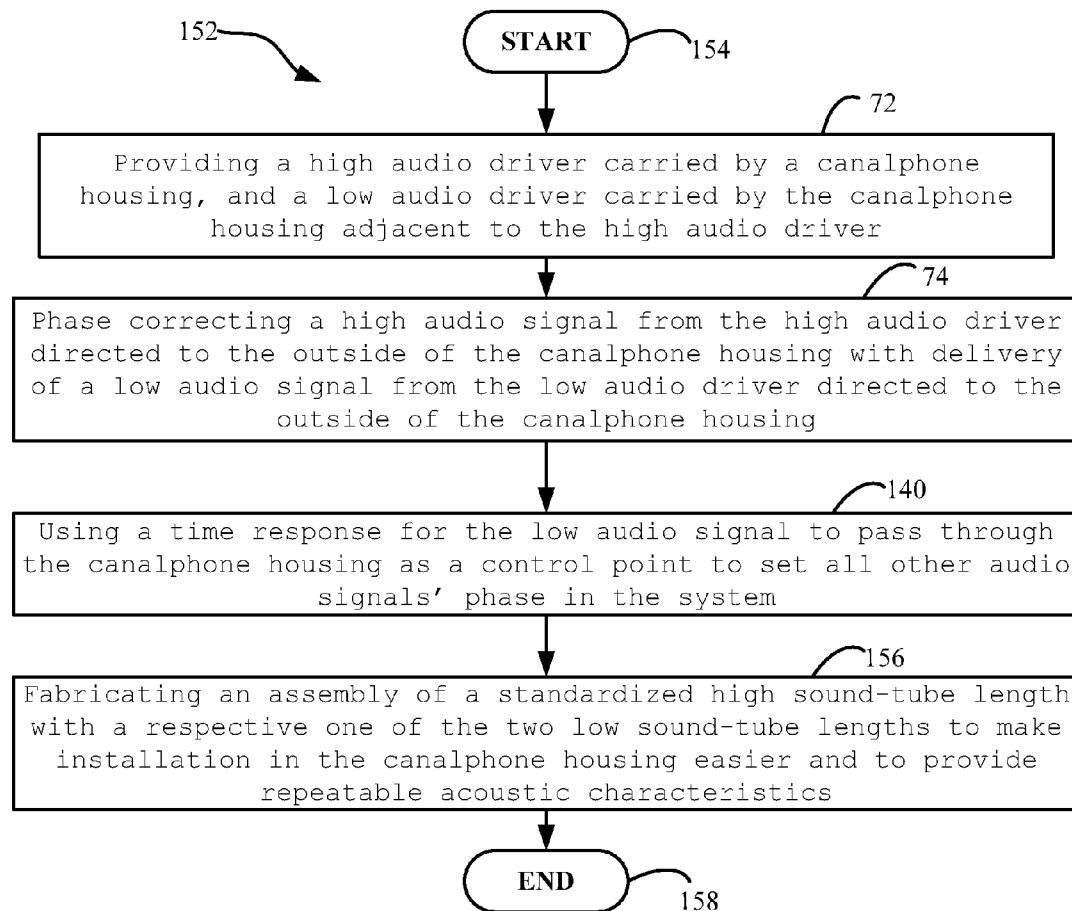 152
START
154
72
Providing a high audio driver carried by a canalphone
housing, and a low audio driver carried by the canalphone
housing adjacent to the high audio driver
74
Phase correcting a high audio signal from the high audio driver
directed to the outside of the canalphone housing with delivery
of a low audio signal from the low audio driver directed to the
outside of the canalphone housing
140
Using a time response for the low audio signal to pass through
the canalphone housing as a control point to set all other audio
signals’ phase in the system
156
Fabricating an assembly of a standardized high sound-tube length
with a respective one of the two low sound-tube lengths to make
installation in the canalphone housing easier and to provide
repeatable acoustic characteristics
END
158